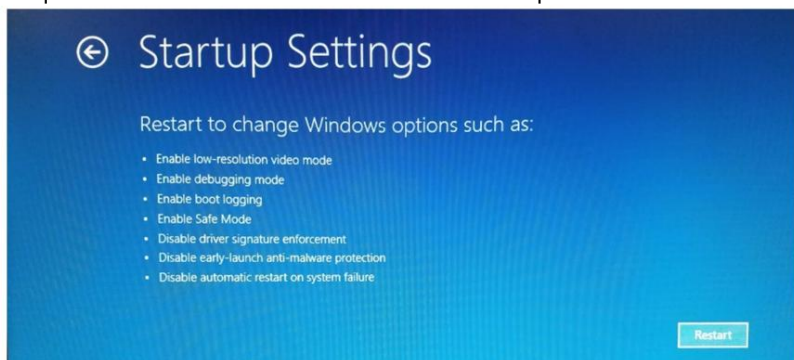 Startup Settings
Restart to change Windows options such as:
• Enable low-resolution video mode
• Enable debugging mode
• Enable boot logging
• Enable Safe Mode
• Disable driver signature enforcement
• Disable early-launch anti-malware protection
• Disable automatic restart on system failure
Restart